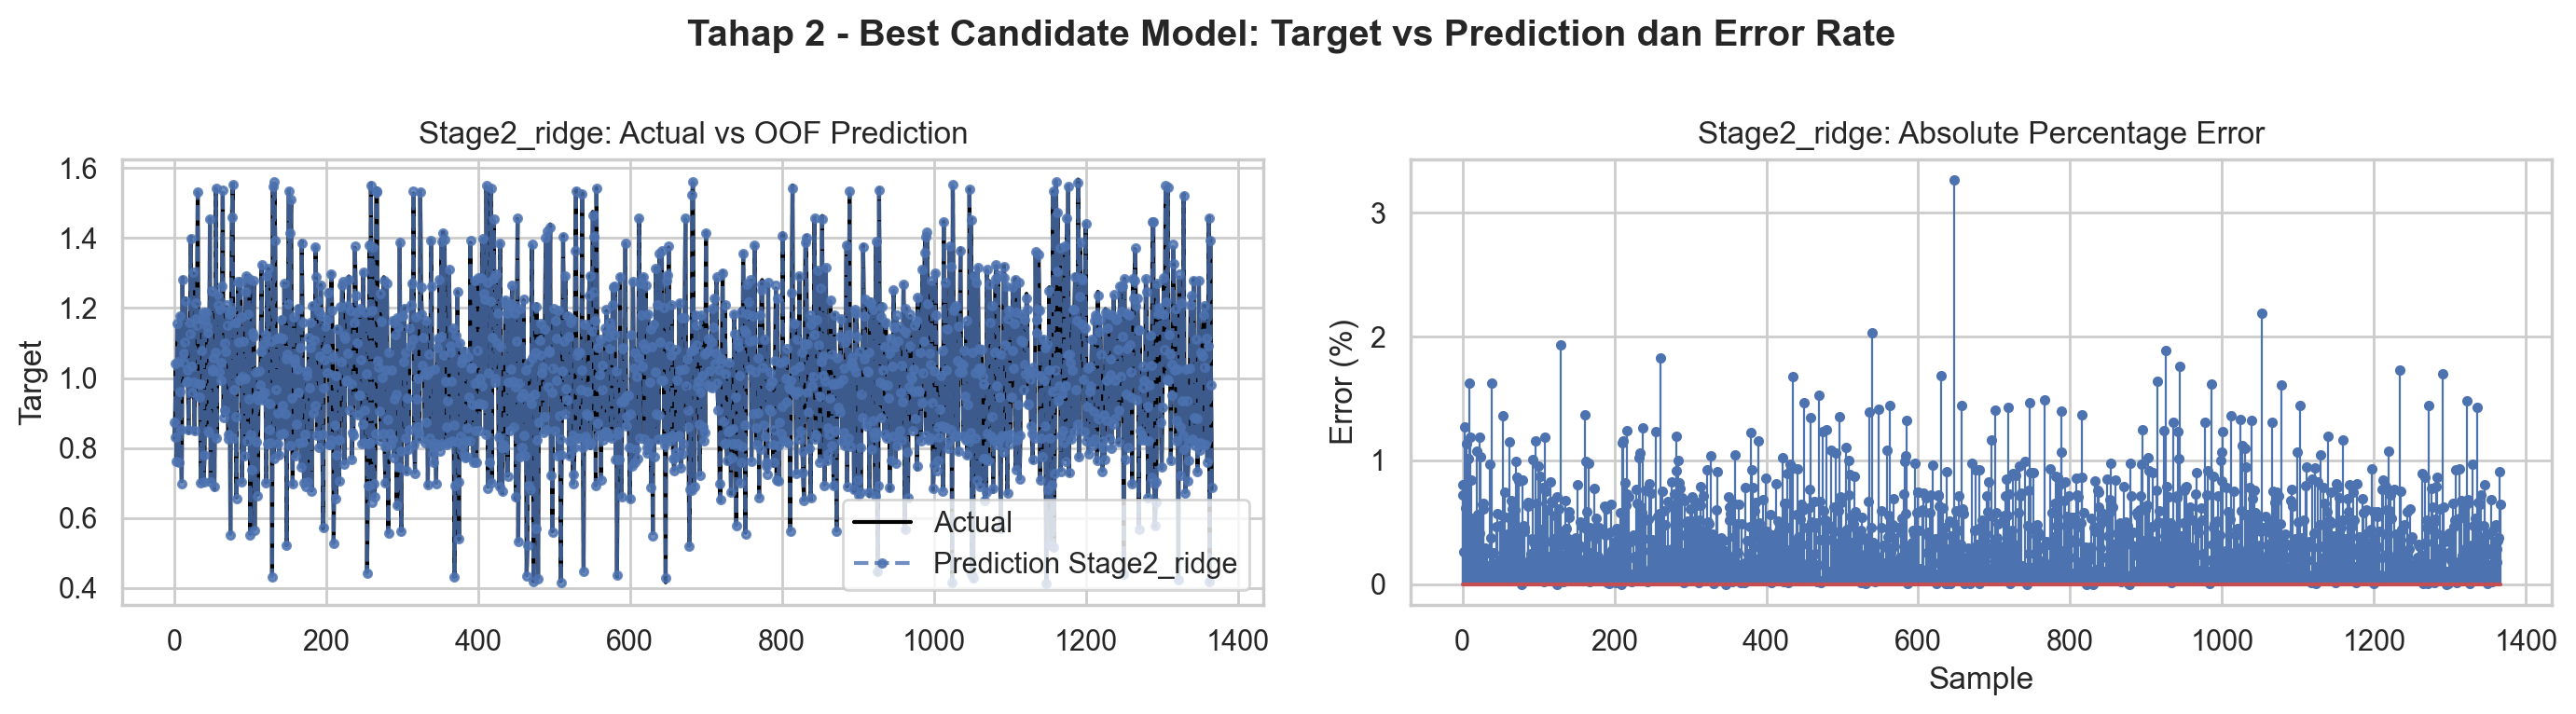 Tahap 2 - Best Candidate Model: Target vs Prediction dan Error Rate
Stage2_ridge: Actual vs OOF Prediction
Target
1.6
1.4
1.2
1.0
0.8
0.6
0.4
Actual
Prediction Stage2_ridge
0 200 400 600 800 1000 1200 1400
Stage2_ridge: Absolute Percentage Error
Error (%)
3
2
1
0
0 200 400 600 800 1000 1200 1400
Sample